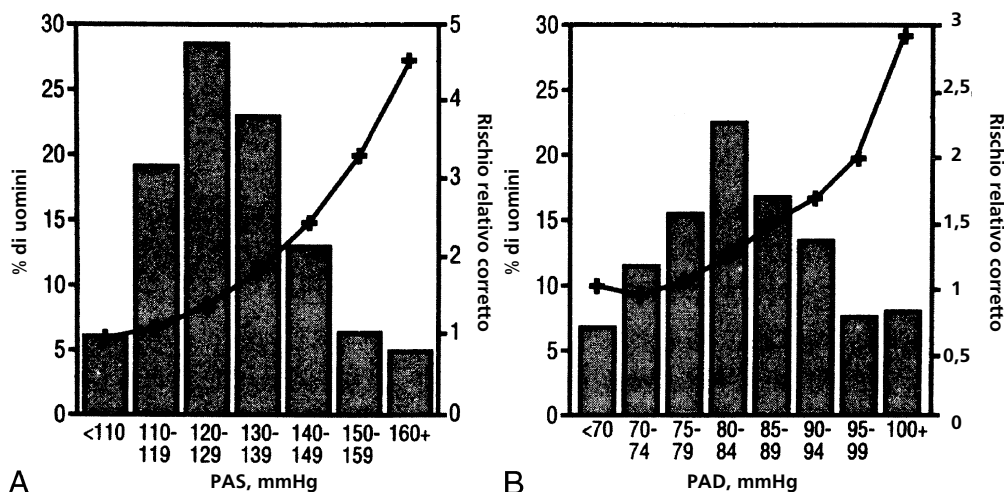 30
25
20
15
10
5
0
% di uomini
5
4
3
2
1
0
Rischio relativo corretto
<110 110- 120- 130- 140- 150- 160+
119 129 139 149 159
PAS, mmHg
A
30
25
20
15
10
5
0
% di uomini
3
2,5
2
1,5
1
0,5
0
Rischio relativo corretto
<70 70- 75- 80- 85- 90- 95- 100+
74 79 84 89 94 99
PAD, mmHg
B